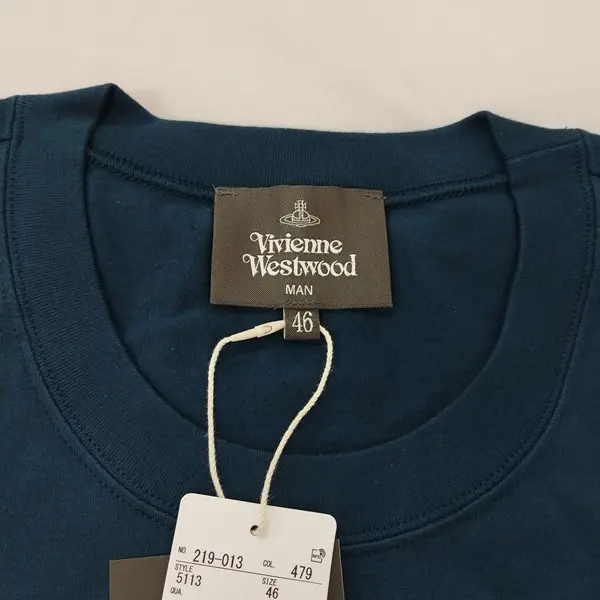 Vivienne
Westwood
MAN
46
NO. 219-013 COL. 479
STYLE SIZE
5113 46
QUA.